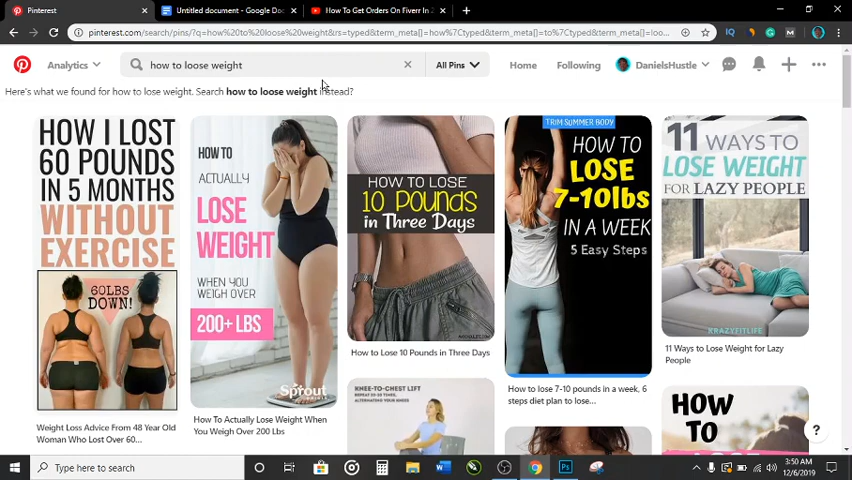 Pinterest
Untitled document - Google Doc
How To Get Orders On Fiverr In 2
pinterest.com/search/pins/?q=how%20to%20loose%20weight&rs=typed&term_meta[]=how%7Ctyped&term_meta[]=to%7Ctyped&term_meta[]=loo...
Analytics
how to loose weight
All Pins
Home
Following
DanielsHustle
Here's what we found for how to lose weight. Search how to loose weight instead?
HOW I LOST
60 POUNDS
IN 5 MONTHS
WITHOUT
EXERCISE
60LBS
DOWN!
Weight Loss Advice From 48 Year Old
Woman Who Lost Over 60...
HOW TO
ACTUALLY
LOSE
WEIGHT
WHEN YOU
WEIGH OVER
200+ LBS
Sprout
How To Actually Lose Weight When
You Weigh Over 200 Lbs
HOW TO LOSE
10 POUNDS
in Three Days
How to Lose 10 Pounds in Three Days
KNEE-TO-CHEST LIFT
TRIM SUMMER BODY
HOW TO
LOSE
7-10lbs
IN A WEEK
5 Easy Steps
How to lose 7-10 pounds in a week, 6
steps diet plan to lose...
11 WAYS TO
LOSE WEIGHT
FOR LAZY PEOPLE
KRAZYFITLIFE
11 Ways to Lose Weight for Lazy
People
HOW
TO
?
Type here to search
3:50 AM
12/6/2019